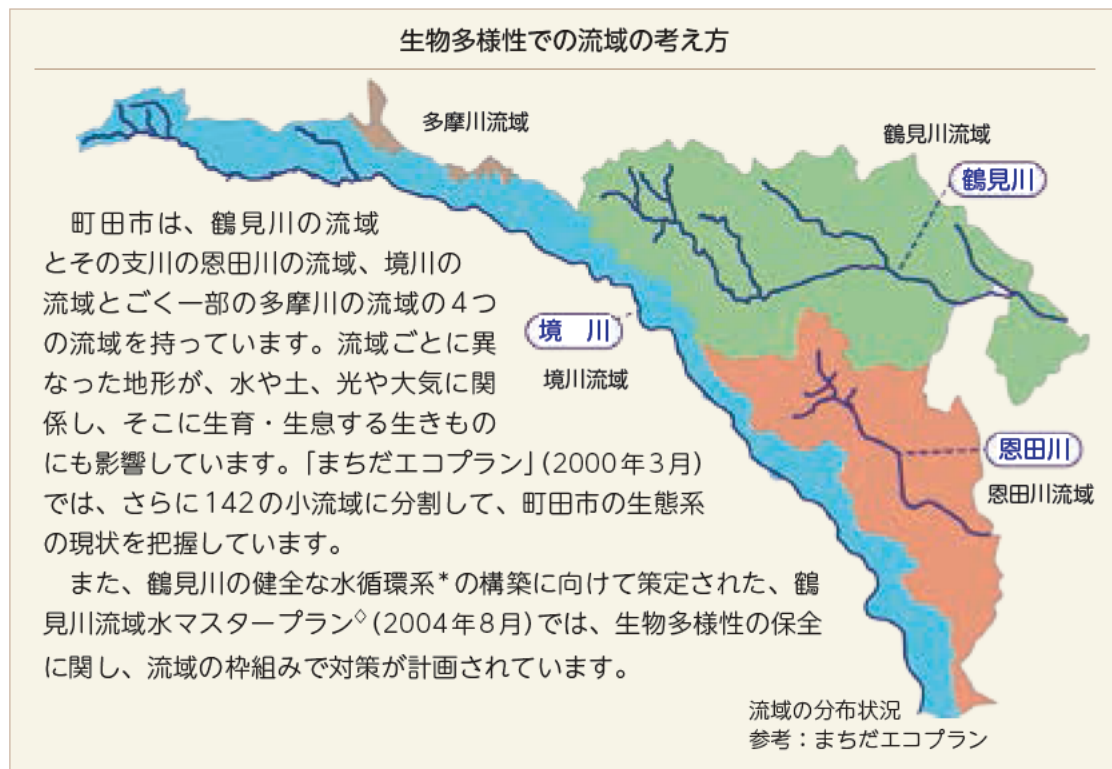 生物多様性での流域の考え方
多摩川流域
鶴見川流域
鶴見川
町田市は、鶴見川の流域
とその支川の恩田川の流域、境川の
流域とごく一部の多摩川の流域の4つ
の流域を持っています。流域ごとに異
なった地形が、水や土、光や大気に関
係し、そこに生育・生息する生きもの
にも影響しています。「まちだエコプラン」(2000年3月)
では、さらに142の小流域に分割して、町田市の生態系
の現状を把握しています。
また、鶴見川の健全な水循環系*の構築に向けて策定された、鶴
見川流域水マスタープラン◇(2004年8月)では、生物多様性の保全
に関し、流域の枠組みで対策が計画されています。
境 川
境川流域
恩田川
恩田川流域
流域の分布状況
参考：まちだエコプラン